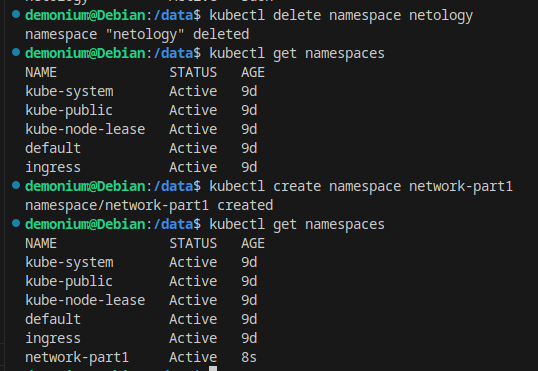 demonium@Debian:/data$ kubectl delete namespace netology
namespace "netology" deleted
demonium@Debian:/data$ kubectl get namespaces
NAME STATUS AGE
kube-system Active 9d
kube-public Active 9d
kube-node-lease Active 9d
default Active 9d
ingress Active 9d
demonium@Debian:/data$ kubectl create namespace network-part1
namespace/network-part1 created
demonium@Debian:/data$ kubectl get namespaces
NAME STATUS AGE
kube-system Active 9d
kube-public Active 9d
kube-node-lease Active 9d
default Active 9d
ingress Active 9d
network-part1 Active 8s